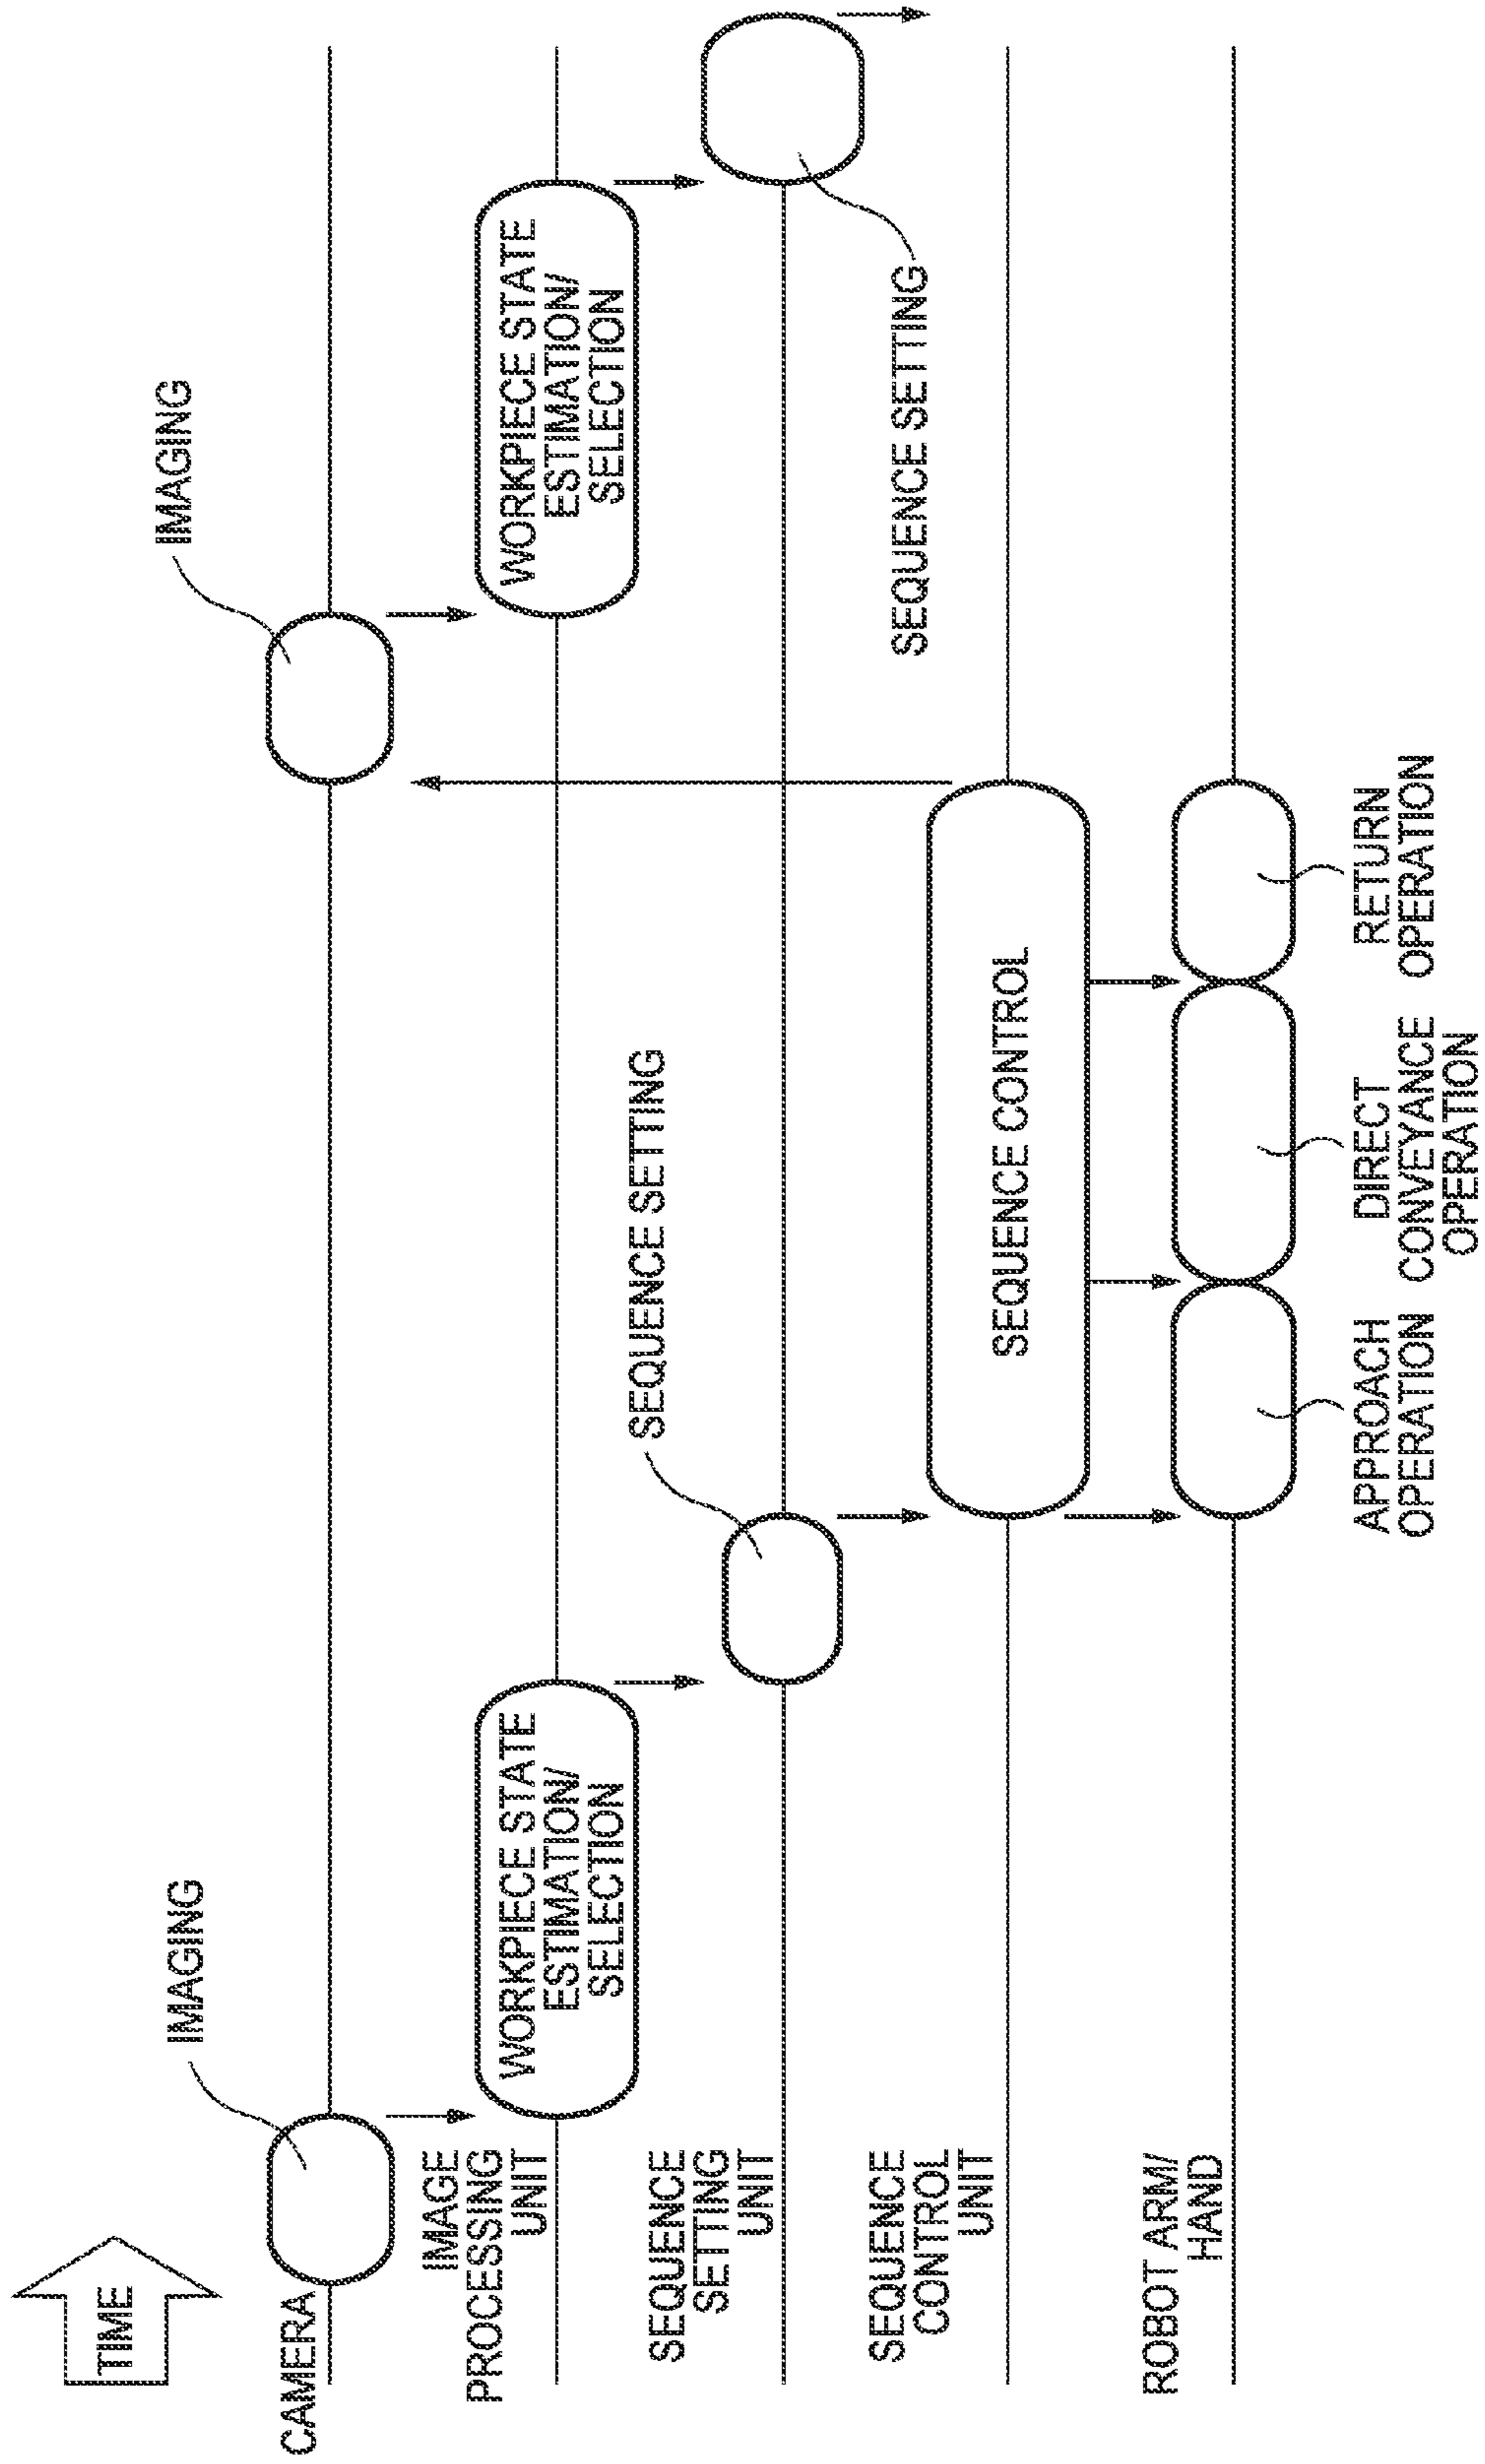 TIME
IMAGING
IMAGING
CAMERA
IMAGE
PROCESSING
UNIT
WORKPIECE STATE
ESTIMATION/
SELECTION
WORKPIECE STATE
ESTIMATION/
SELECTION
SEQUENCE
SETTING
UNIT
SEQUENCE SETTING
SEQUENCE SETTING
SEQUENCE
CONTROL
UNIT
SEQUENCE CONTROL
ROBOT ARM/
HAND
APPROACH
OPERATION
DIRECT
CONVEYANCE
OPERATION
RETURN
OPERATION